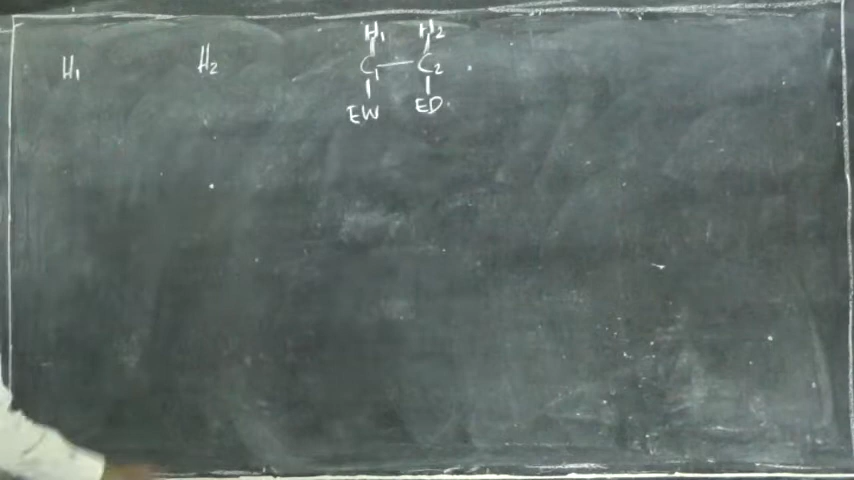 H₁ H₂ H₁ H₂
C₁ — C₂
EW ED